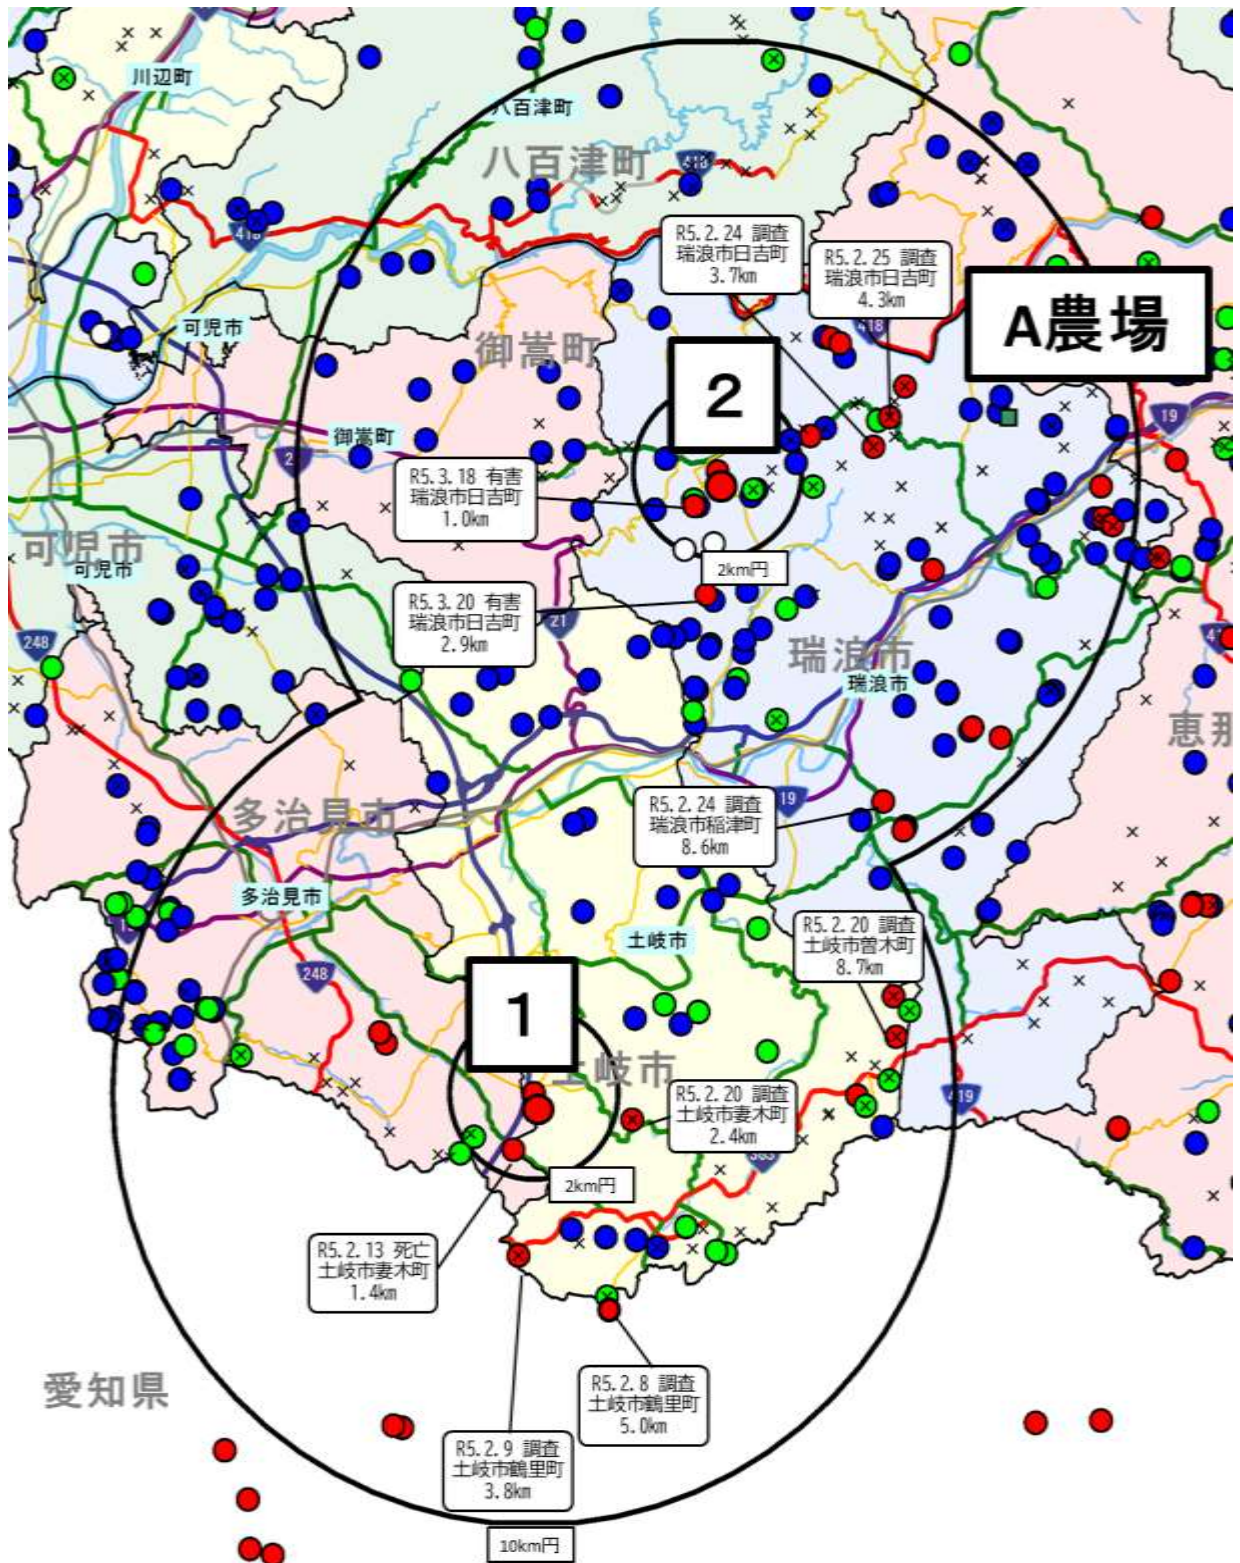 川辺町
八百津町
八百津町
418
418
R5.2.24 調査
瑞浪市日吉町
3.7km
R5.2.25 調査
瑞浪市日吉町
4.3km
A農場
可児市
御嵩町
418
2
19
御嵩町
R5.3.18 有害
瑞浪市日吉町
1.0km
可児市
可児市
2km円
R5.3.20 有害
瑞浪市日吉町
2.9km
21
248
瑞浪市
瑞浪市
恵那
R5.2.24 調査
瑞浪市稲津町
8.6km
19
多治見市
多治見市
土岐市
R5.2.20 調査
土岐市曽木町
8.7km
248
1
土岐市
R5.2.20 調査
土岐市妻木町
2.4km
419
363
2km円
R5.2.13 死亡
土岐市妻木町
1.4km
愛知県
R5.2.8 調査
土岐市鶴里町
5.0km
R5.2.9 調査
土岐市鶴里町
3.8km
10km円